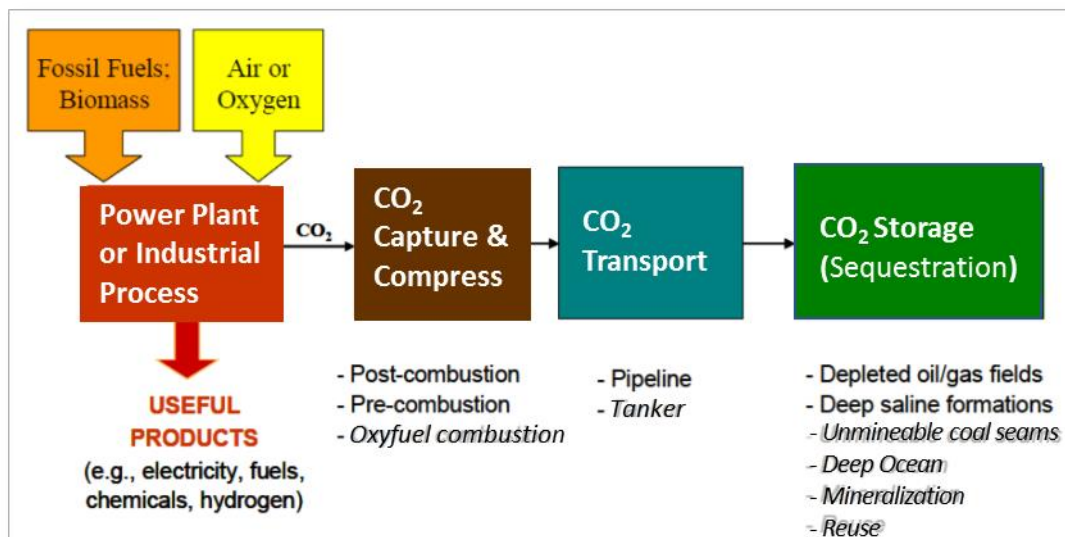 Fossil Fuels;
Biomass
Air or
Oxygen
Power Plant
or Industrial
Process
CO₂
CO₂
Capture &
Compress
CO₂
Transport
CO₂ Storage
(Sequestration)
USEFUL
PRODUCTS
(e.g., electricity, fuels,
chemicals, hydrogen)
- Post-combustion
- Pre-combustion
- Oxyfuel combustion
- Pipeline
- Tanker
- Depleted oil/gas fields
- Deep saline formations
- Unmineable coal seams
- Deep Ocean
- Mineralization
- Reuse